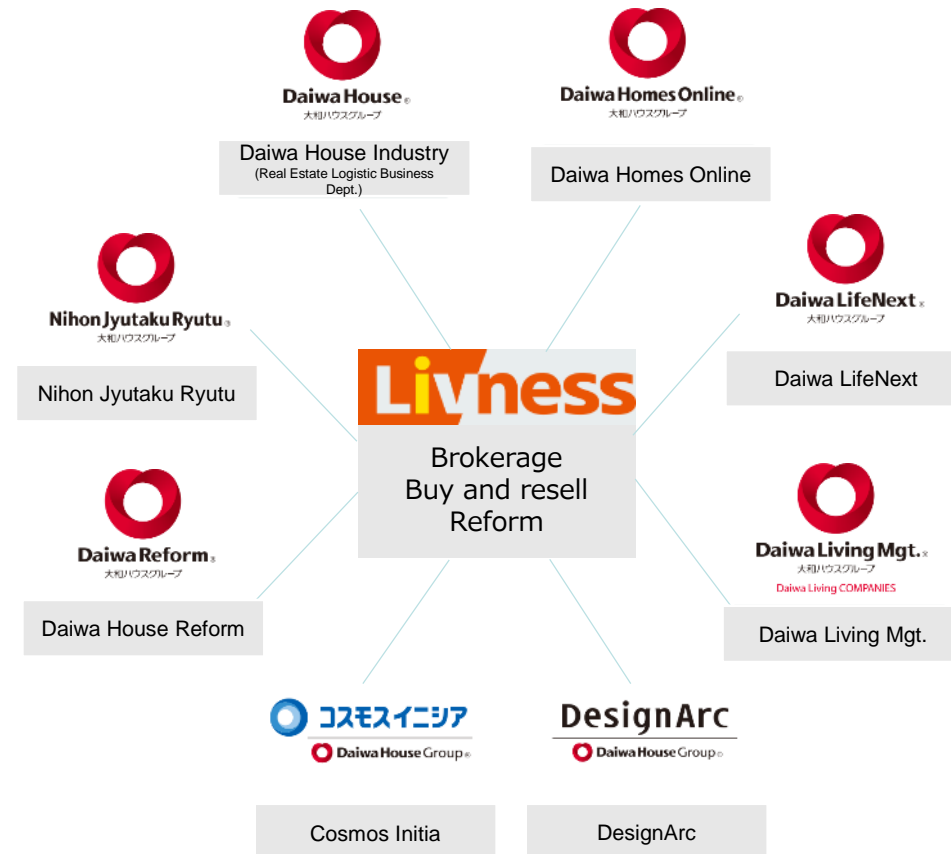 Daiwa House®
大和ハウスグループ
Daiwa House Industry
(Real Estate Logistic Business
Dept.)
Daiwa Homes Online®
大和ハウスグループ
Daiwa Homes Online
Nihon Jyutaku Ryutu®
大和ハウスグループ
Nihon Jyutaku Ryutu
Daiwa LifeNext®
大和ハウスグループ
Daiwa LifeNext
Livness
Brokerage
Buy and resell
Reform
Daiwa Reform®
大和ハウスグループ
Daiwa House Reform
Daiwa Living Mgt.®
大和ハウスグループ
Daiwa Living COMPANIES
Daiwa Living Mgt.
コスモスイニシア
Daiwa House Group®
Cosmos Initia
DesignArc
Daiwa House Group®
DesignArc